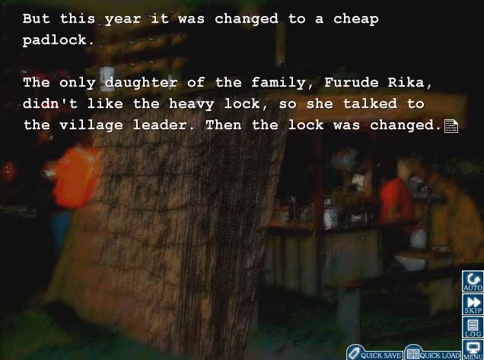 But this year it was changed to a cheap
padlock.
The only daughter of the family, Furude Rika,
didn't like the heavy lock, so she talked to
the village leader. Then the lock was changed.
AUTO
SKIP
LOG
QUICK SAVE
QUICK LOAD
MENU